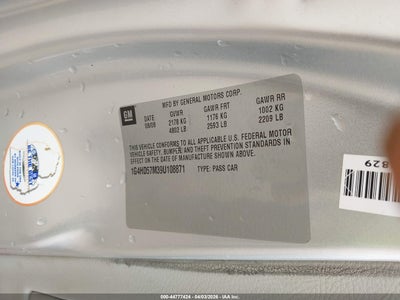 GM
MFD BY GENERAL MOTORS CORP.
DATE GVWR GAWR FRT GAWR RR
09/08 2178 KG 1176 KG 1002 KG
4802 LB 2593 LB 2209 LB
THIS VEHICLE CONFORMS TO ALL APPLICABLE U.S. FEDERAL MOTOR
VEHICLE SAFETY, BUMPER, AND THEFT PREVENTION STANDARDS IN
EFFECT ON THE DATE OF MANUFACTURE SHOWN ABOVE.
1G4HD57M39U108871 TYPE: PASS CAR
829
000-44777424 - 04/03/2026 - 1000081709